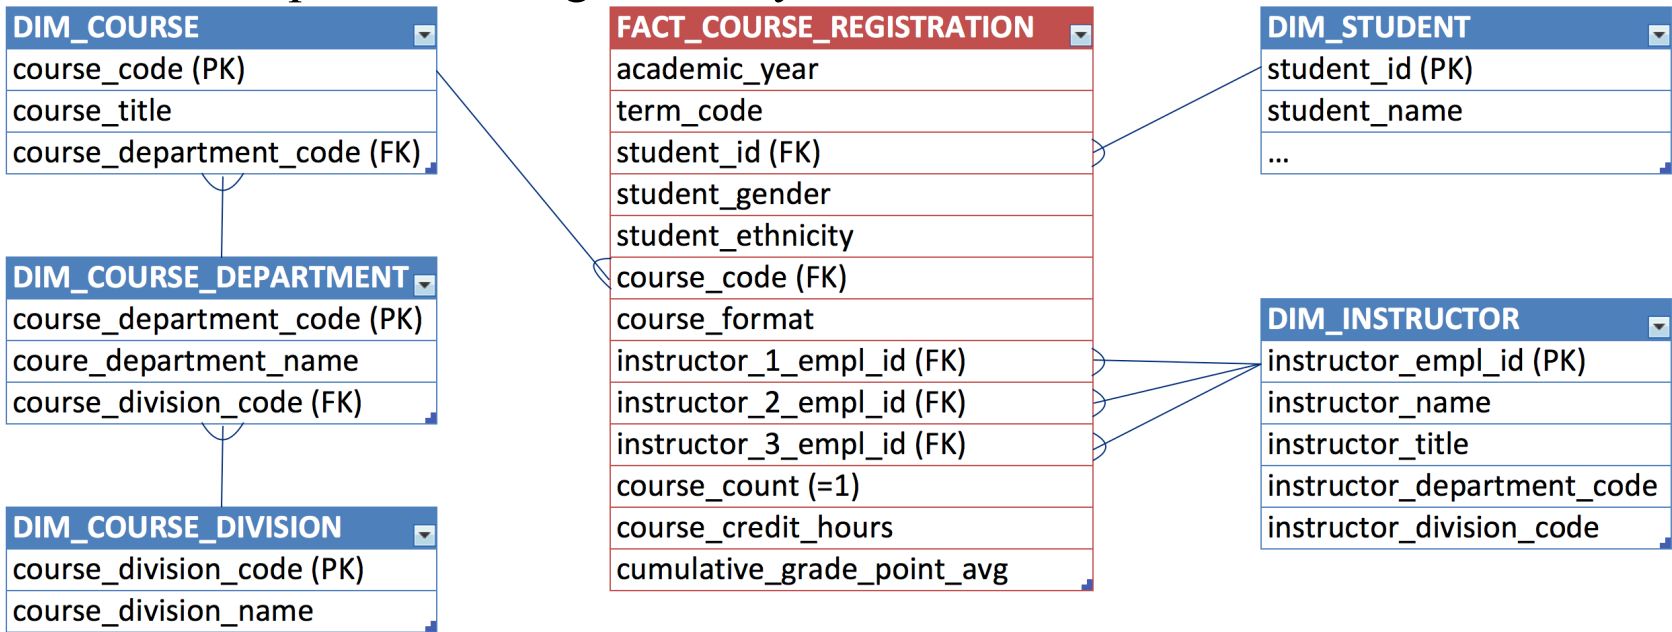 DIM_COURSE
course_code (PK)
course_title
course_department_code (FK)
DIM_COURSE_DEPARTMENT
course_department_code (PK)
coure_department_name
course_division_code (FK)
DIM_COURSE_DIVISION
course_division_code (PK)
course_division_name
FACT_COURSE_REGISTRATION
academic_year
term_code
student_id (FK)
student_gender
student_ethnicity
course_code (FK)
course_format
instructor_1_empl_id (FK)
instructor_2_empl_id (FK)
instructor_3_empl_id (FK)
course_count (=1)
course_credit_hours
cumulative_grade_point_avg
DIM_STUDENT
student_id (PK)
student_name
...
DIM_INSTRUCTOR
instructor_empl_id (PK)
instructor_name
instructor_title
instructor_department_code
instructor_division_code